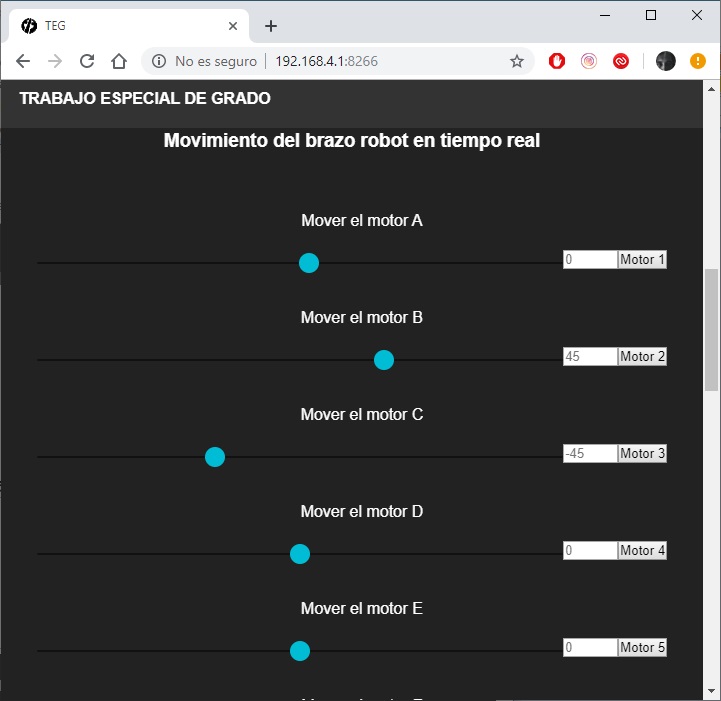 TEG
No es seguro 192.168.4.1:8266
TRABAJO ESPECIAL DE GRADO
Movimiento del brazo robot en tiempo real
Mover el motor A
0 Motor 1
Mover el motor B
45 Motor 2
Mover el motor C
-45 Motor 3
Mover el motor D
0 Motor 4
Mover el motor E
0 Motor 5